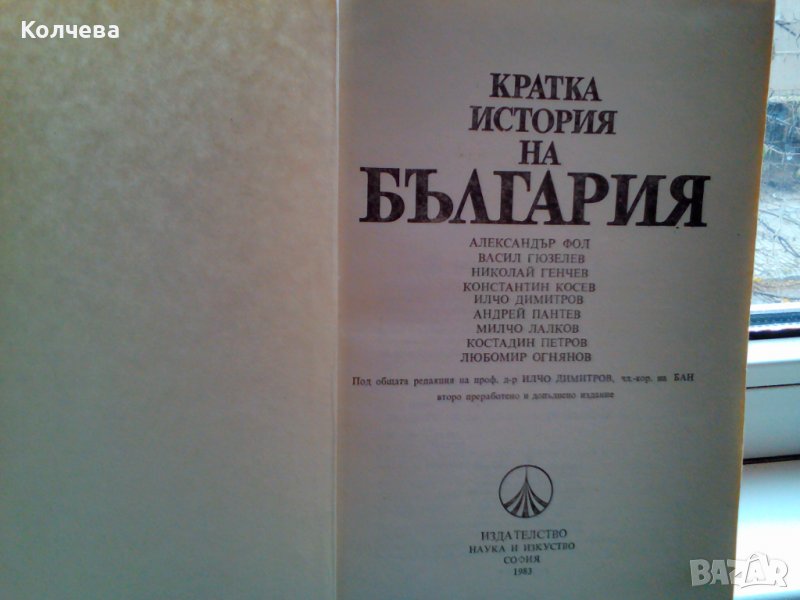 Колчева
КРАТКА
ИСТОРИЯ
НА
БЪЛГАРИЯ
АЛЕКСАНДЪР ФОЛ
ВАСИЛ ГЮЗЕЛЕВ
НИКОЛАЙ ГЕНЧЕВ
КОНСТАНТИН КОСЕВ
ИЛЧО ДИМИТРОВ
АНДРЕЙ ПАНТЕВ
МИЛЧО ЛАЛКОВ
КОСТАДИН ПЕТРОВ
ЛЮБОМИР ОГНЯНОВ
Под общата редакция на проф. д-р ИЛЧО ДИМИТРОВ, чл.-кор. на БАН
второ преработено и допълнено издание
ИЗДАТЕЛСТВО
НАУКА И ИЗКУСТВО
СОФИЯ
1983
BAZAR